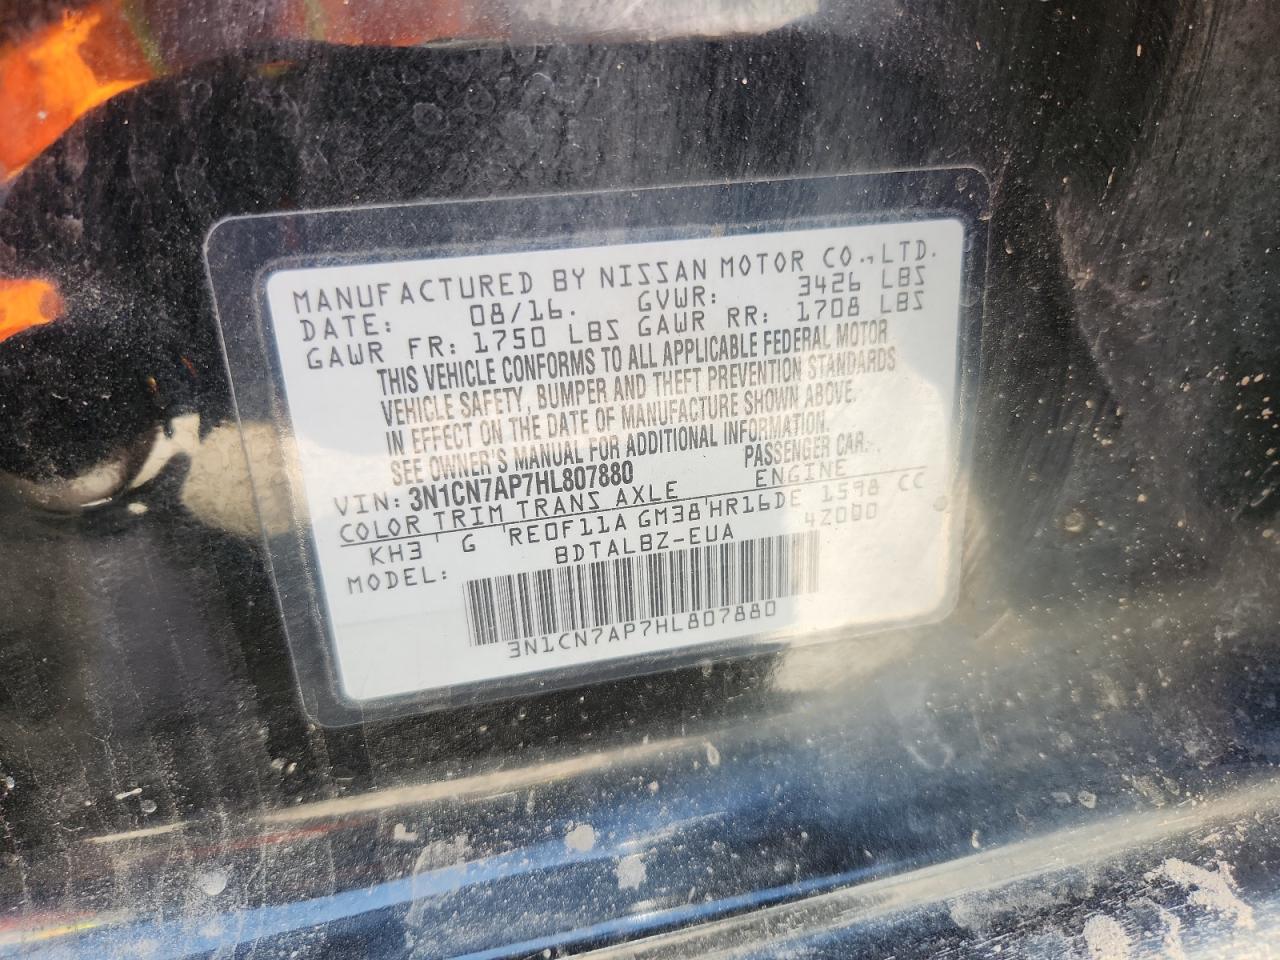 MANUFACTURED BY NISSAN MOTOR CO., LTD.
DATE: 08/16. GVWR: 3426 LBS
GAWR FR: 1750 LBS GAWR RR: 1708 LBS
THIS VEHICLE CONFORMS TO ALL APPLICABLE FEDERAL MOTOR
VEHICLE SAFETY, BUMPER AND THEFT PREVENTION STANDARDS
IN EFFECT ON THE DATE OF MANUFACTURE SHOWN ABOVE.
SEE OWNER'S MANUAL FOR ADDITIONAL INFORMATION.
VIN: 3N1CN7AP7HL807880 PASSENGER CAR
COLOR TRIM TRANS AXLE ENGINE
KH3 G RE0F11A GM38 HR16DE 1598 CC
MODEL: BDTALBZ-EUA 42000
3N1CN7AP7HL807880